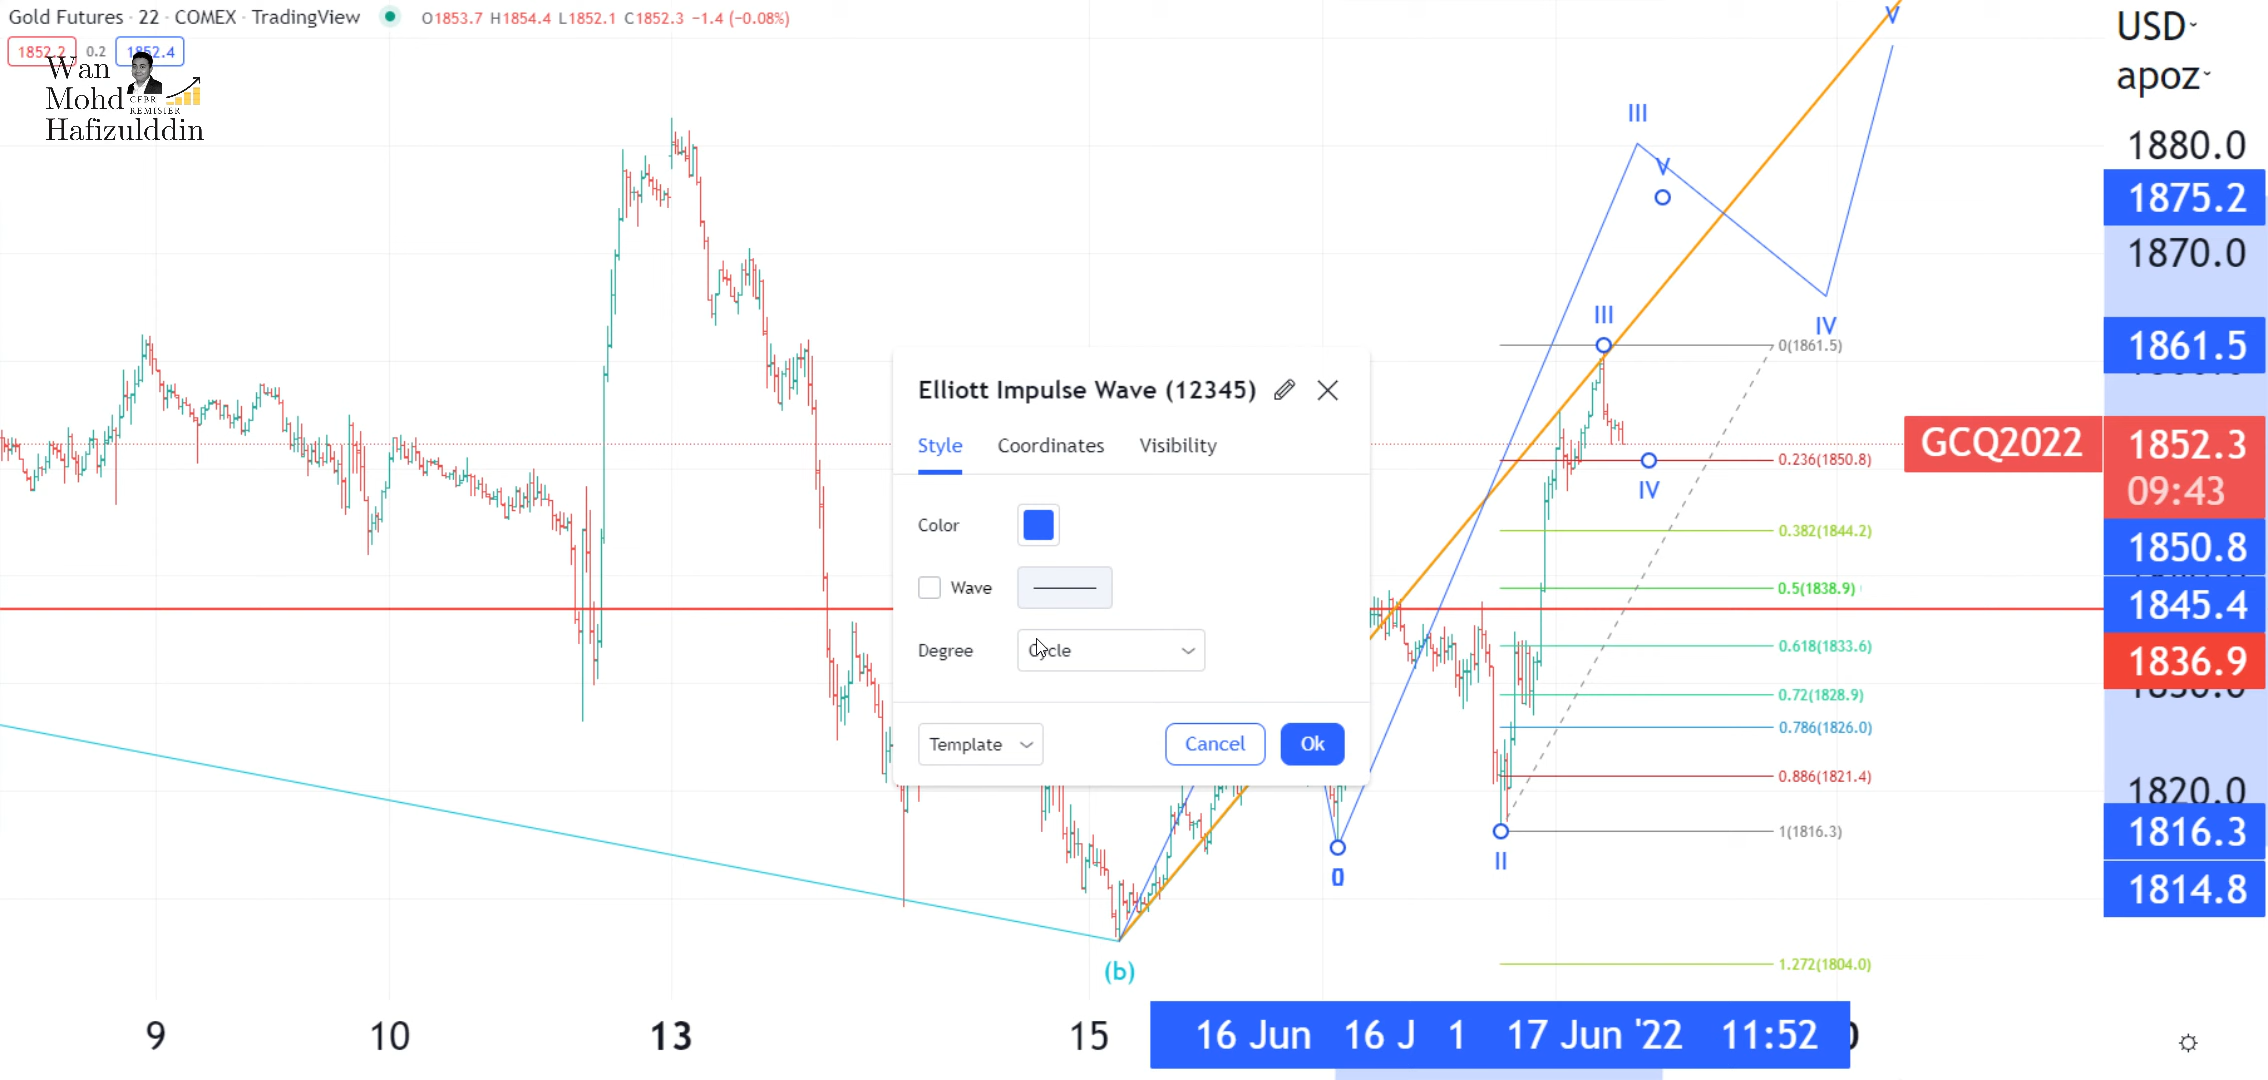 Gold Futures · 22 · COMEX · TradingView O1853.7 H1854.4 L1852.1 C1852.3 −1.4 (−0.08%)
1852.2 0.2 1852.4
Wan
Mohd
Hafizulddin
CFBR
REMISIER
USD
apoz
1880.0
1875.2
1870.0
1861.5
GCQ2022 1852.3
09:43
1850.8
1845.4
1836.9
1820.0
1816.3
1814.8
V
III
V
IV
III
IV
II
0
(b)
0(1861.5)
0.236(1850.8)
0.382(1844.2)
0.5(1838.9)
0.618(1833.6)
0.72(1828.9)
0.786(1826.0)
0.886(1821.4)
1(1816.3)
1.272(1804.0)
Elliott Impulse Wave (12345)
Style Coordinates Visibility
Color
Wave
Degree Cycle
Template Cancel Ok
9 10 13 15 16 Jun 16 J 1 17 Jun '22 11:52